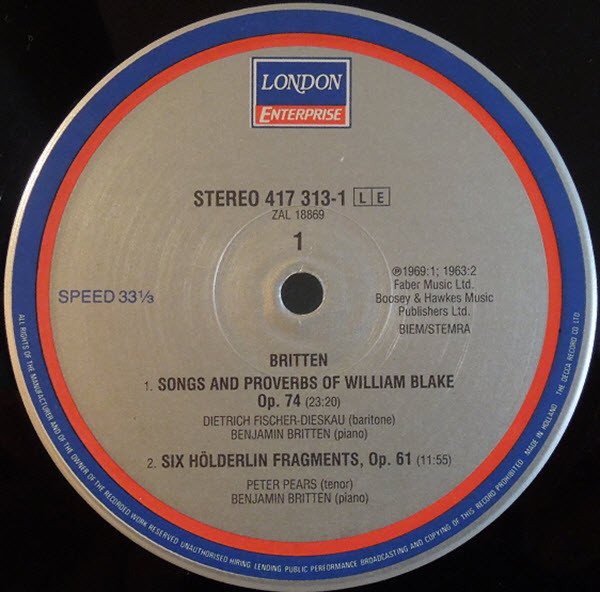 LONDON
ENTERPRISE
STEREO 417 313-1 L E
ZAL 18869
1
℗1969:1; 1963:2
Faber Music Ltd.
Boosey & Hawkes Music
Publishers Ltd.
BIEM/STEMRA
SPEED 33⅓
BRITTEN
1. SONGS AND PROVERBS OF WILLIAM BLAKE
Op. 74 (23:20)
DIETRICH FISCHER-DIESKAU (baritone)
BENJAMIN BRITTEN (piano)
2. SIX HÖLDERLIN FRAGMENTS, Op. 61 (11:55)
PETER PEARS (tenor)
BENJAMIN BRITTEN (piano)
ALL RIGHTS OF THE MANUFACTURER AND OF THE OWNER OF THE RECORDED WORK RESERVED UNAUTHORISED HIRING LENDING PUBLIC PERFORMANCE BROADCASTING AND COPYING OF THIS RECORD PROHIBITED MADE IN HOLLAND THE DECCA RECORD CO LTD